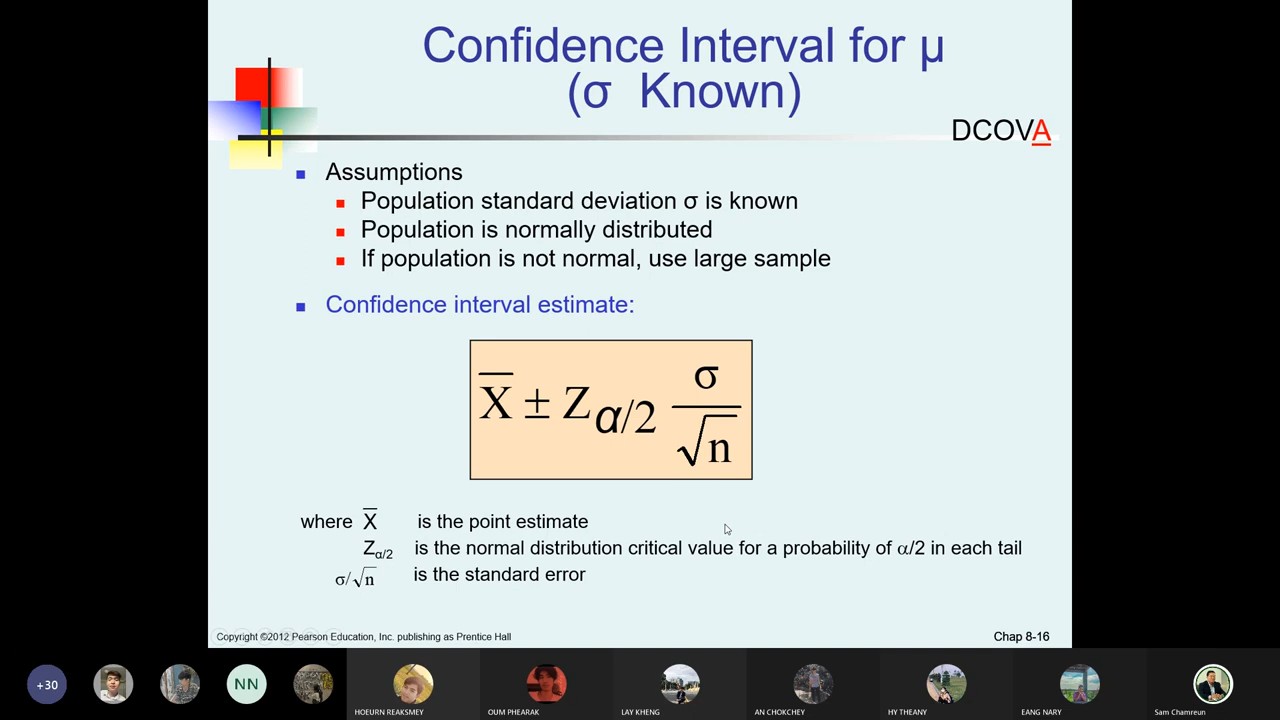 Confidence Interval for μ
(σ Known)
DCOVA
Assumptions
Population standard deviation σ is known
Population is normally distributed
If population is not normal, use large sample
Confidence interval estimate:
X̅ ± Zα/2 σ/√n
where X̅ is the point estimate
Zα/2 is the normal distribution critical value for a probability of α/2 in each tail
σ/√n is the standard error
Copyright ©2012 Pearson Education, Inc. publishing as Prentice Hall
Chap 8-16
+30
NN
HOEURN REAKSMEY
OUM PHEARAK
LAY KHENG
AN CHOKCHEY
HY THEANY
EANG NARY
Sam Chamreun